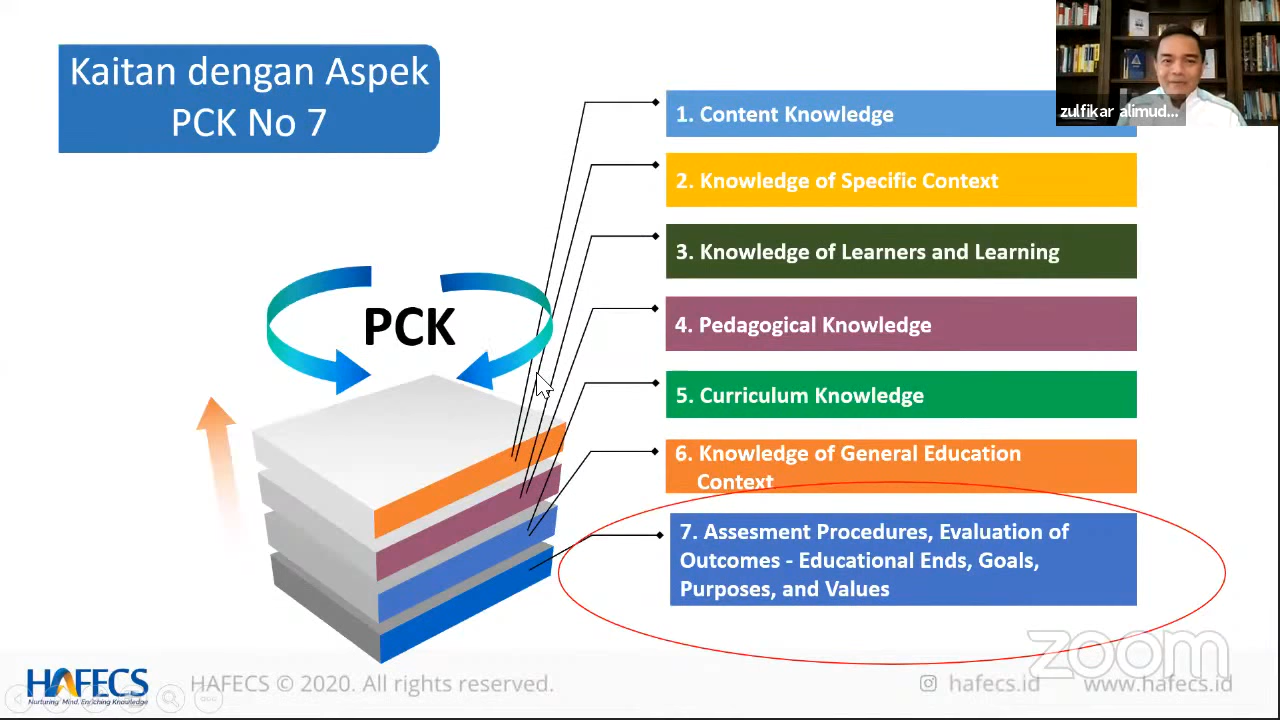 Kaitan dengan Aspek
PCK No 7
zulfikar alimud...
1. Content Knowledge
2. Knowledge of Specific Context
3. Knowledge of Learners and Learning
4. Pedagogical Knowledge
5. Curriculum Knowledge
6. Knowledge of General Education
Context
7. Assesment Procedures, Evaluation of
Outcomes - Educational Ends, Goals,
Purposes, and Values
PCK
zoom
HAFECS
Nurturing Mind, Enriching Knowledge
HAFECS © 2020. All rights reserved.
hafecs.id
www.hafecs.id